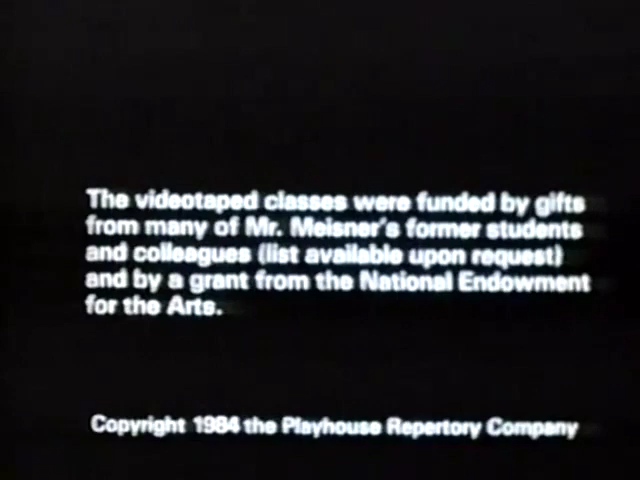 The videotaped classes were funded by gifts
from many of Mr. Meisner's former students
and colleagues (list available upon request)
and by a grant from the National Endowment
for the Arts.
Copyright 1984 the Playhouse Repertory Company